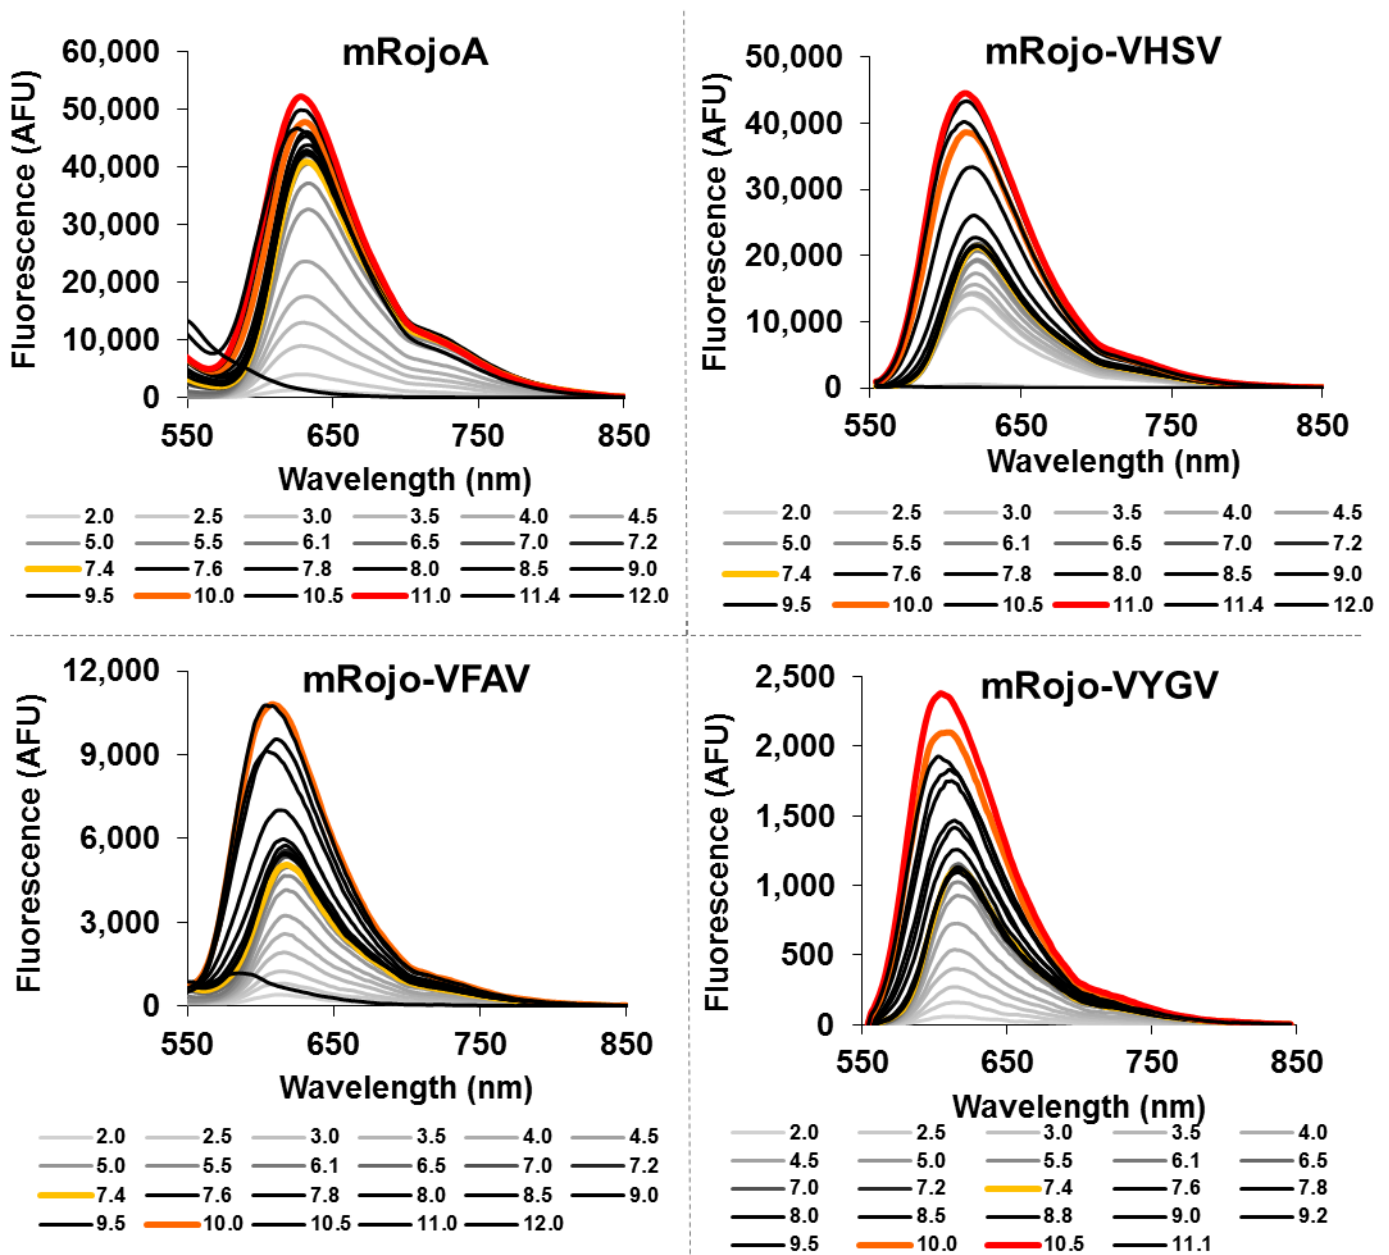 mRojoA
Fluorescence (AFU)
60,000
50,000
40,000
30,000
20,000
10,000
0
550 650 750 850
Wavelength (nm)
2.0 2.5 3.0 3.5 4.0 4.5
5.0 5.5 6.1 6.5 7.0 7.2
7.4 7.6 7.8 8.0 8.5 9.0
9.5 10.0 10.5 11.0 11.4 12.0
mRojo-VHSV
Fluorescence (AFU)
50,000
40,000
30,000
20,000
10,000
0
550 650 750 850
Wavelength (nm)
2.0 2.5 3.0 3.5 4.0 4.5
5.0 5.5 6.1 6.5 7.0 7.2
7.4 7.6 7.8 8.0 8.5 9.0
9.5 10.0 10.5 11.0 11.4 12.0
mRojo-VFAV
Fluorescence (AFU)
12,000
9,000
6,000
3,000
0
550 650 750 850
Wavelength (nm)
2.0 2.5 3.0 3.5 4.0 4.5
5.0 5.5 6.1 6.5 7.0 7.2
7.4 7.6 7.8 8.0 8.5 9.0
9.5 10.0 10.5 11.0 12.0
mRojo-VYGV
Fluorescence (AFU)
2,500
2,000
1,500
1,000
500
0
550 650 750 850
Wavelength (nm)
2.0 2.5 3.0 3.5 4.0
4.5 5.0 5.5 6.1 6.5
7.0 7.2 7.4 7.6 7.8
8.0 8.5 8.8 9.0 9.2
9.5 10.0 10.5 11.1